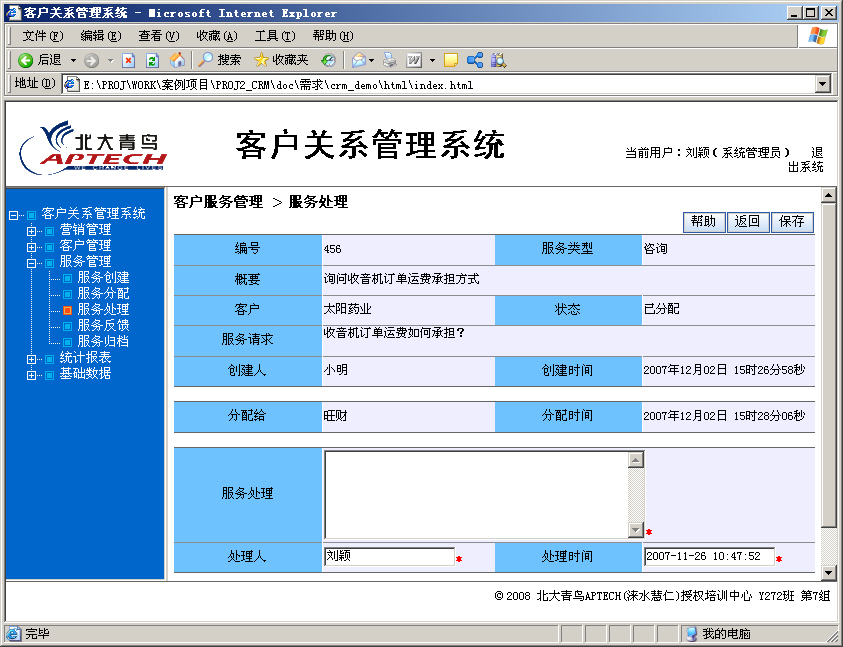 客户关系管理系统 - Microsoft Internet Explorer
文件(F) 编辑(E) 查看(V) 收藏(A) 工具(T) 帮助(H)
后退 搜索 收藏夹
地址(D) E:\PROJ\WORK\案例项目\PROJ2_CRM\doc\需求\crm_demo\html\index.html
北大青鸟
APTECH
WE CHANGE LIVES
客户关系管理系统
当前用户：刘颖(系统管理员) 退
出系统
客户关系管理系统
营销管理
客户管理
服务管理
服务创建
服务分配
服务处理
服务反馈
服务归档
统计报表
基础数据
客户服务管理 > 服务处理
帮助 返回 保存
编号 456 服务类型 咨询
概要 询问收音机订单运费承担方式
客户 太阳药业 状态 已分配
服务请求 收音机订单运费如何承担?
创建人 小明 创建时间 2007年12月02日 15时26分58秒
分配给 旺财 分配时间 2007年12月02日 15时28分06秒
服务处理 *
处理人 刘颖 * 处理时间 2007-11-26 10:47:52 *
©2008 北大青鸟APTECH(涞水慧仁)授权培训中心 Y272班 第7组
完毕 我的电脑